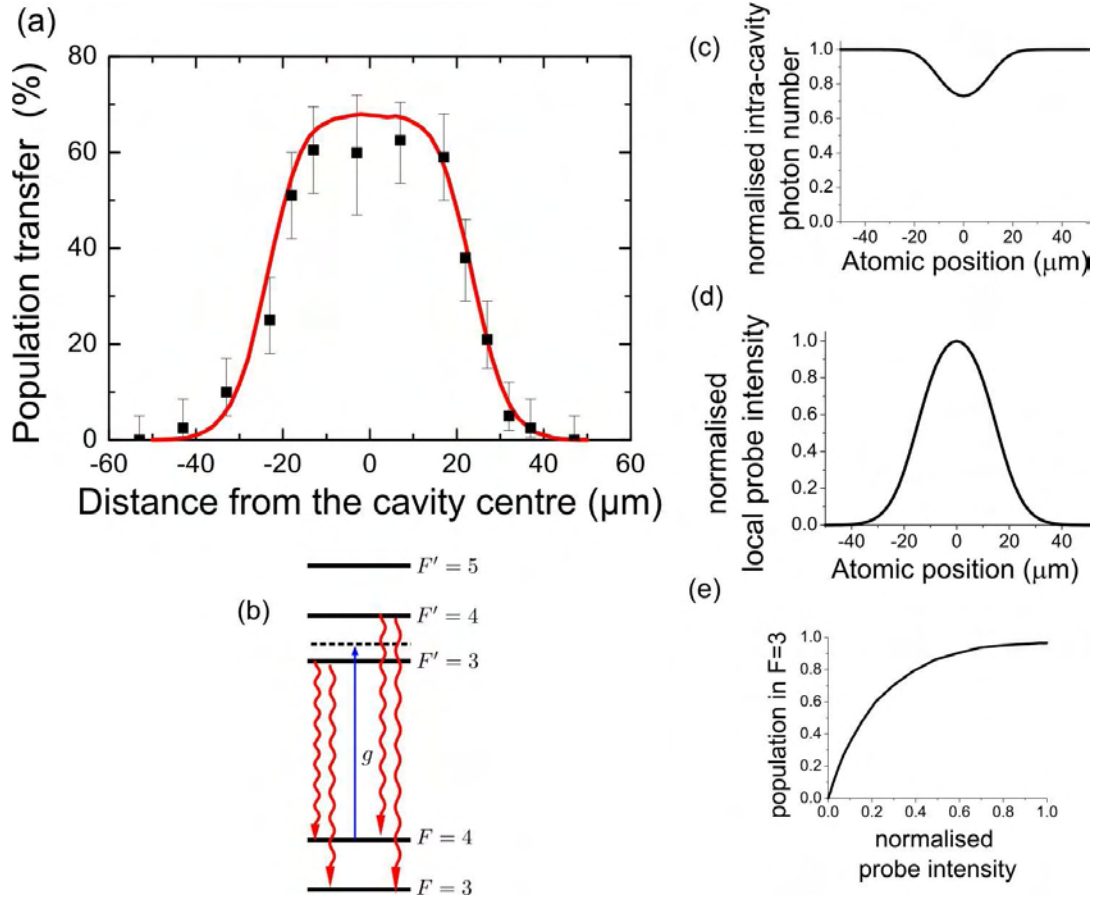 (a)
Population transfer (%)
80
60
40
20
0
-60 -40 -20 0 20 40 60
Distance from the cavity centre (µm)
(b)
F′ = 5
F′ = 4
F′ = 3
g
F = 4
F = 3
(c)
normalised intra-cavity
photon number
1.0
0.8
0.6
0.4
0.2
0.0
-40 -20 0 20 40
Atomic position (µm)
(d)
normalised
local probe intensity
1.0
0.8
0.6
0.4
0.2
0.0
-40 -20 0 20 40
Atomic position (µm)
(e)
population in F=3
1.0
0.8
0.6
0.4
0.2
0.0
0.0 0.2 0.4 0.6 0.8 1.0
normalised
probe intensity